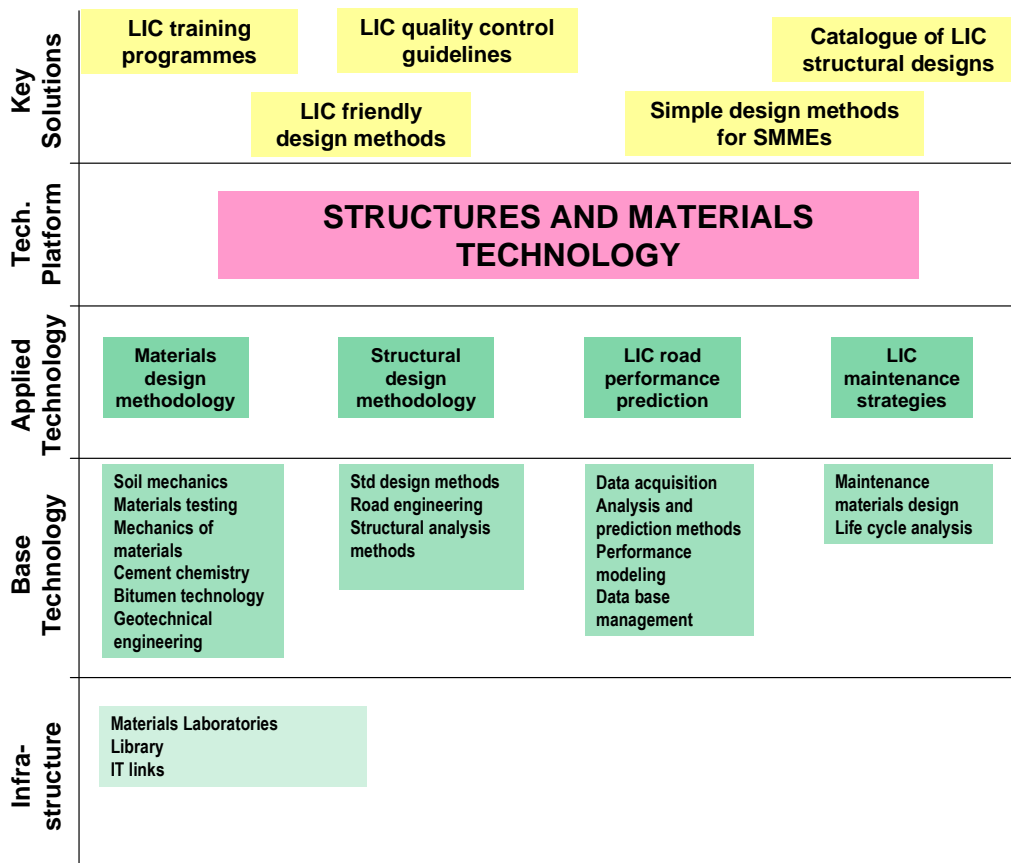 Key
Solutions
LIC training
programmes
LIC quality control
guidelines
Catalogue of LIC
structural designs
LIC friendly
design methods
Simple design methods
for SMMEs
Tech.
Platform
STRUCTURES AND MATERIALS
TECHNOLOGY
Applied
Technology
Materials
design
methodology
Structural
design
methodology
LIC road
performance
prediction
LIC
maintenance
strategies
Base
Technology
Soil mechanics
Materials testing
Mechanics of
materials
Cement chemistry
Bitumen technology
Geotechnical
engineering
Std design methods
Road engineering
Structural analysis
methods
Data acquisition
Analysis and
prediction methods
Performance
modeling
Data base
management
Maintenance
materials design
Life cycle analysis
Infra-
structure
Materials Laboratories
Library
IT links